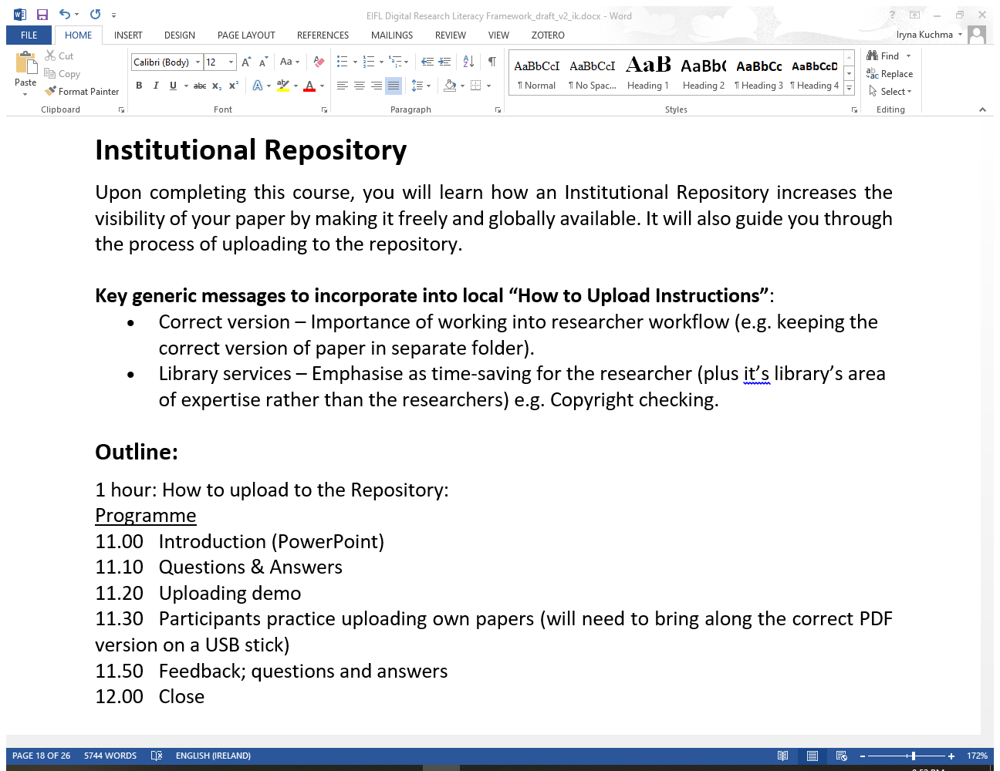 EIFL Digital Research Literacy Framework_draft_v2_ik.docx - Word
?
FILE HOME INSERT DESIGN PAGE LAYOUT REFERENCES MAILINGS REVIEW VIEW ZOTERO Iryna Kuchma
Paste
Cut
Copy
Format Painter
Clipboard
Calibri (Body) 12
B I U abc x₂ x²
Font
Paragraph
AaBbCcI AaBbCcI AaB AaBb( AaBbCc AaBbCcD
¶ Normal ¶ No Spac... Heading 1 Heading 2 ¶ Heading 3 ¶ Heading 4
Styles
Find
Replace
Select
Editing
Institutional Repository
Upon completing this course, you will learn how an Institutional Repository increases the
visibility of your paper by making it freely and globally available. It will also guide you through
the process of uploading to the repository.
Key generic messages to incorporate into local “How to Upload Instructions”:
• Correct version – Importance of working into researcher workflow (e.g. keeping the
correct version of paper in separate folder).
• Library services – Emphasise as time-saving for the researcher (plus it’s library’s area
of expertise rather than the researchers) e.g. Copyright checking.
Outline:
1 hour: How to upload to the Repository:
Programme
11.00 Introduction (PowerPoint)
11.10 Questions & Answers
11.20 Uploading demo
11.30 Participants practice uploading own papers (will need to bring along the correct PDF
version on a USB stick)
11.50 Feedback; questions and answers
12.00 Close
PAGE 18 OF 26 5744 WORDS ENGLISH (IRELAND) 172%